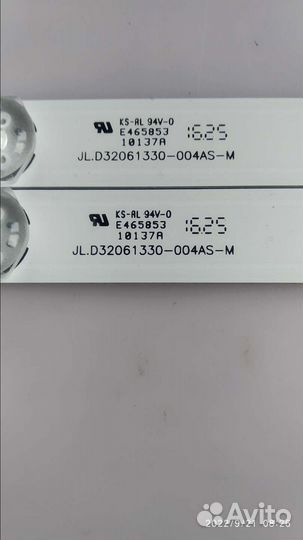 KS-AL 94V-0
E465853 1625
10137A
JL.D32061330-004AS-M
KS-AL 94V-0
E465853 1625
10137A
JL.D32061330-004AS-M
2022/9/21 08:26
Avito